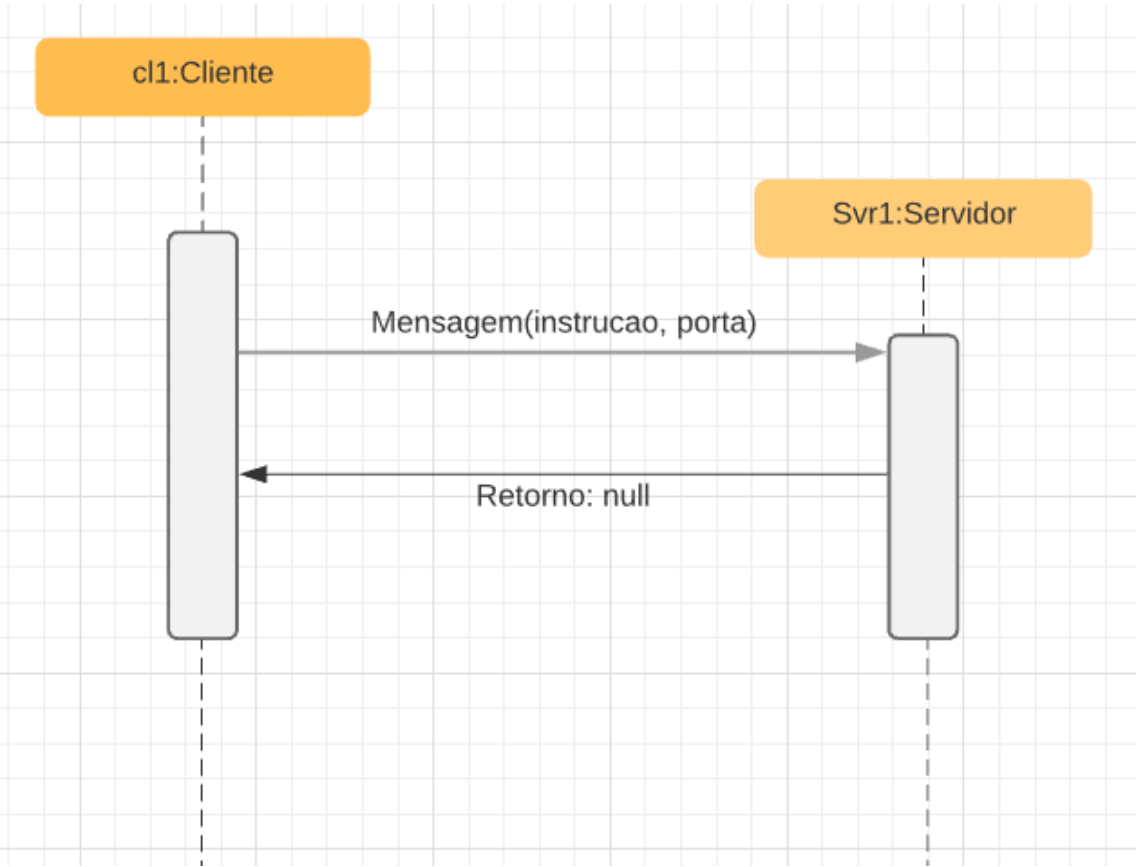 cl1:Cliente
Svr1:Servidor
Mensagem(instrucao, porta)
Retorno: null